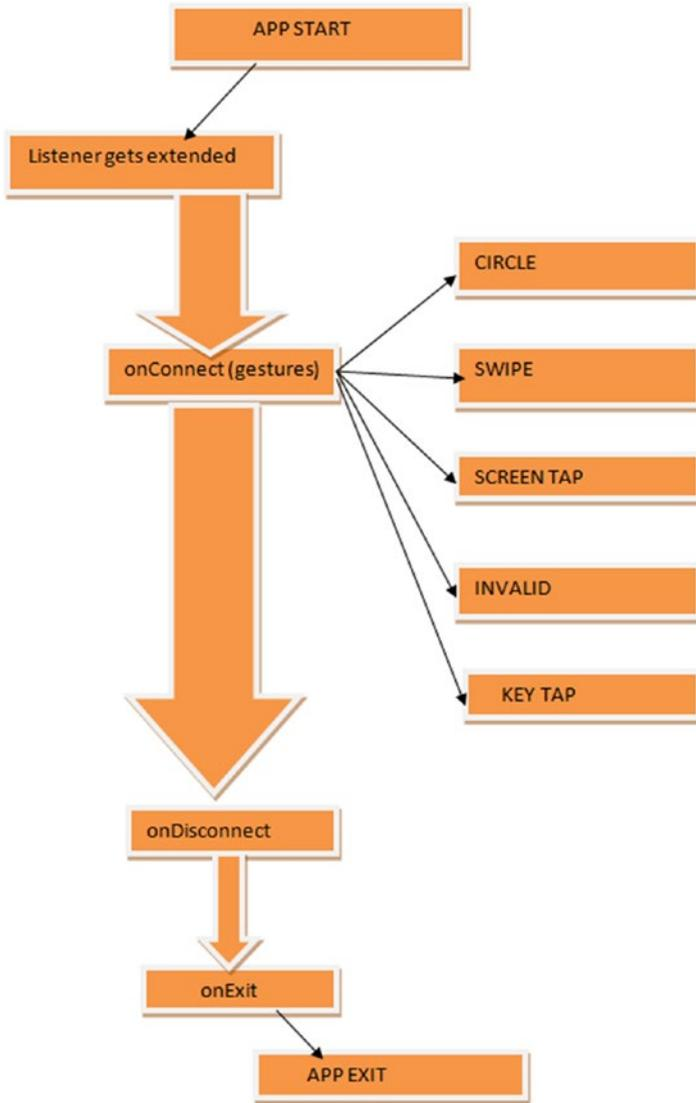 APP START
Listener gets extended
onConnect (gestures)
CIRCLE
SWIPE
SCREEN TAP
INVALID
KEY TAP
onDisconnect
onExit
APP EXIT